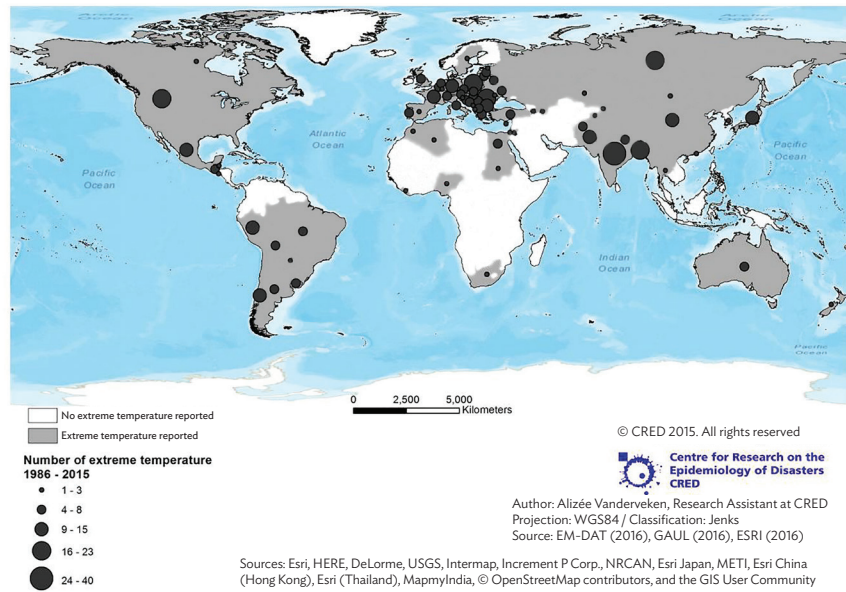 Arctic
Ocean
Arctic
Ocean
Atlantic
Ocean
Pacific
Ocean
Pacific
Ocean
Indian
Ocean
Pacific
Ocean
0 2,500 5,000
Kilometers
No extreme temperature reported
Extreme temperature reported
Number of extreme temperature
1986 - 2015
1 - 3
4 - 8
9 - 15
16 - 23
24 - 40
© CRED 2015. All rights reserved
Centre for Research on the
Epidemiology of Disasters
CRED
Author: Alizée Vanderveken, Research Assistant at CRED
Projection: WGS84 / Classification: Jenks
Source: EM-DAT (2016), GAUL (2016), ESRI (2016)
Sources: Esri, HERE, DeLorme, USGS, Intermap, Increment P Corp., NRCAN, Esri Japan, METI, Esri China
(Hong Kong), Esri (Thailand), MapmyIndia, © OpenStreetMap contributors, and the GIS User Community